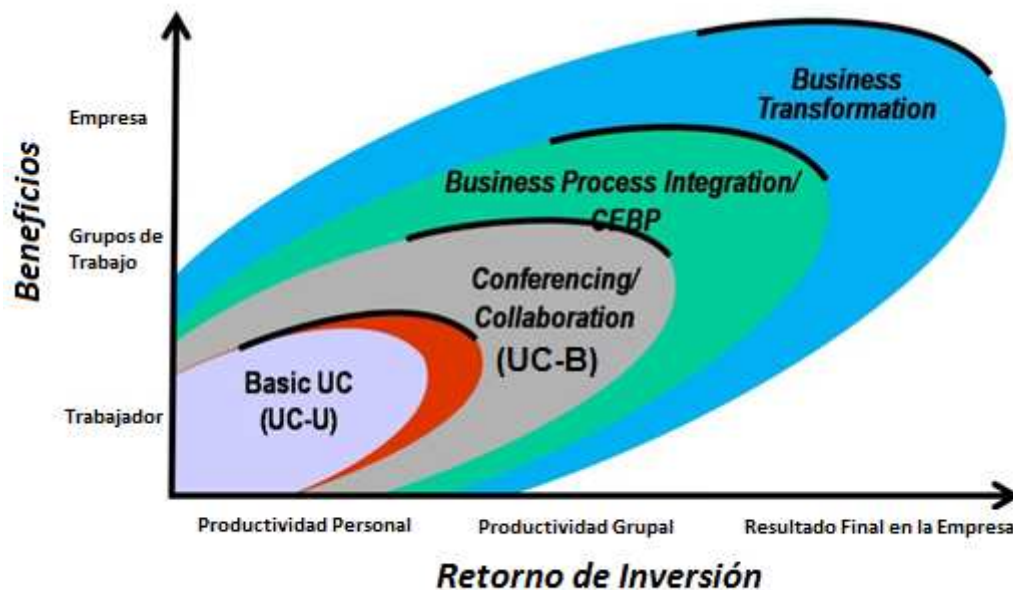 Business
Transformation
Empresa
Business Process Integration/
CEBP
Beneficios
Grupos de
Trabajo
Conferencing/
Collaboration
(UC-B)
Basic UC
(UC-U)
Trabajador
Productividad Personal
Productividad Grupal
Resultado Final en la Empresa
Retorno de Inversión